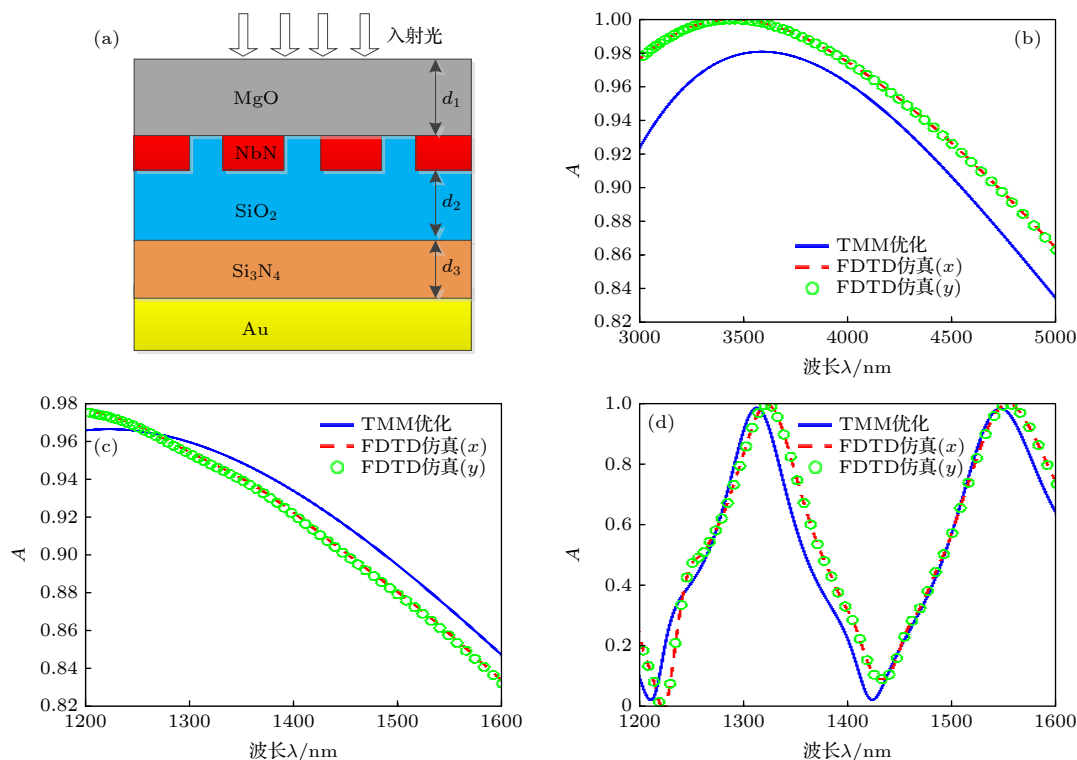 (a)
入射光
MgO
d1
NbN
SiO2
d2
Si3N4
d3
Au
(b)
1.00
0.98
0.96
0.94
0.92
0.90
0.88
0.86
0.84
0.82
A
TMM优化
FDTD仿真(x)
FDTD仿真(y)
3000 3500 4000 4500 5000
波长λ/nm
(c)
0.98
0.96
0.94
0.92
0.90
0.88
0.86
0.84
0.82
A
TMM优化
FDTD仿真(x)
FDTD仿真(y)
1200 1300 1400 1500 1600
波长λ/nm
(d)
1.0
0.8
0.6
0.4
0.2
0
A
TMM优化
FDTD仿真(x)
FDTD仿真(y)
1200 1300 1400 1500 1600
波长λ/nm